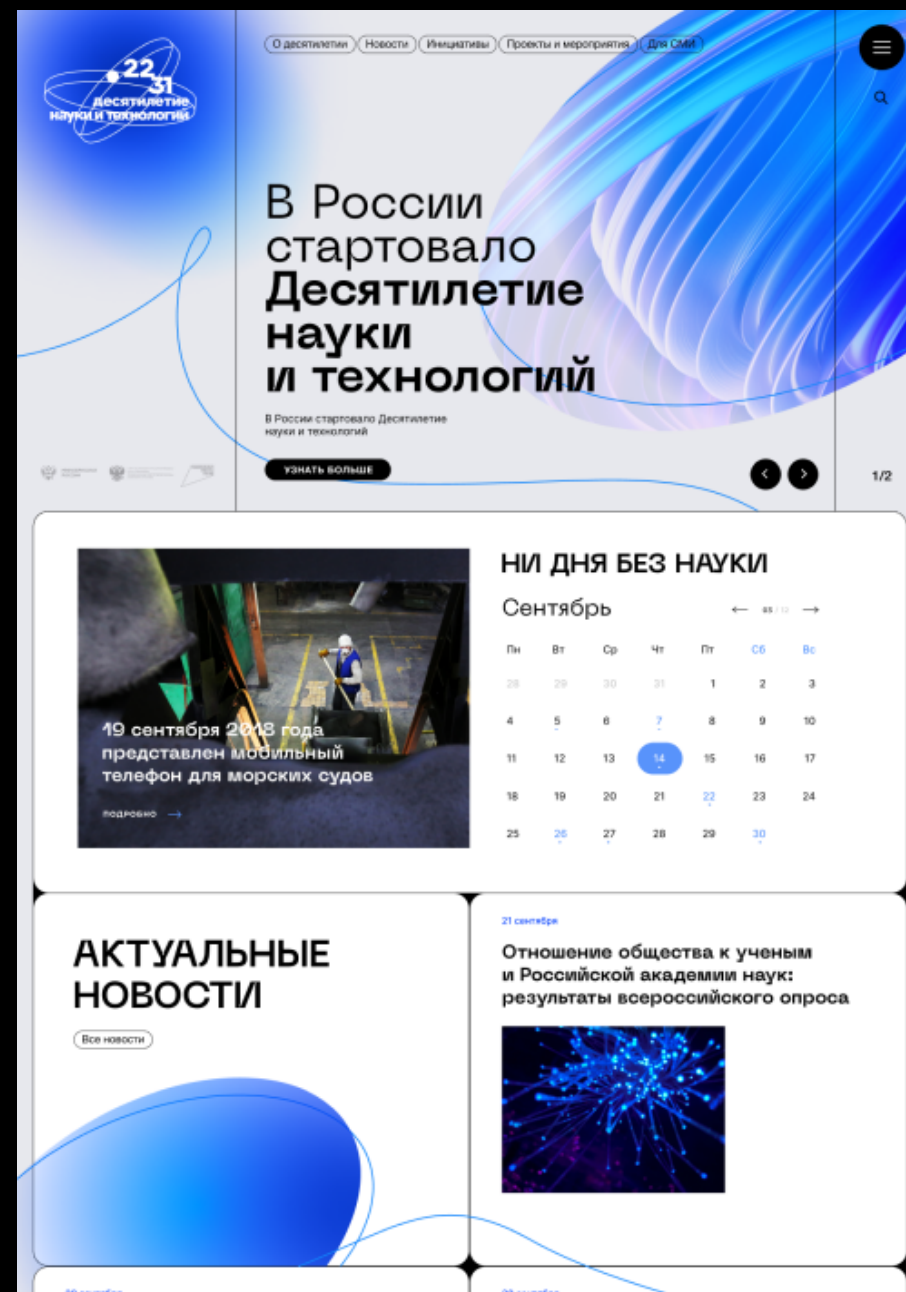 22
31
десятилетие
науки и технологий
О десятилетии
Новости
Инициативы
Проекты и мероприятия
Для СМИ
В России
стартовало
Десятилетие
науки
и технологий
В России стартовало Десятилетие
науки и технологий
УЗНАТЬ БОЛЬШЕ
1/2
19 сентября 2018 года
представлен мобильный
телефон для морских судов
ПОДРОБНО
НИ ДНЯ БЕЗ НАУКИ
Сентябрь
Пн Вт Ср Чт Пт Сб Вс
28 29 30 31 1 2 3
4 5 6 7 8 9 10
11 12 13 14 15 16 17
18 19 20 21 22 23 24
25 26 27 28 29 30
АКТУАЛЬНЫЕ
НОВОСТИ
Все новости
21 сентября
Отношение общества к ученым
и Российской академии наук:
результаты всероссийского опроса